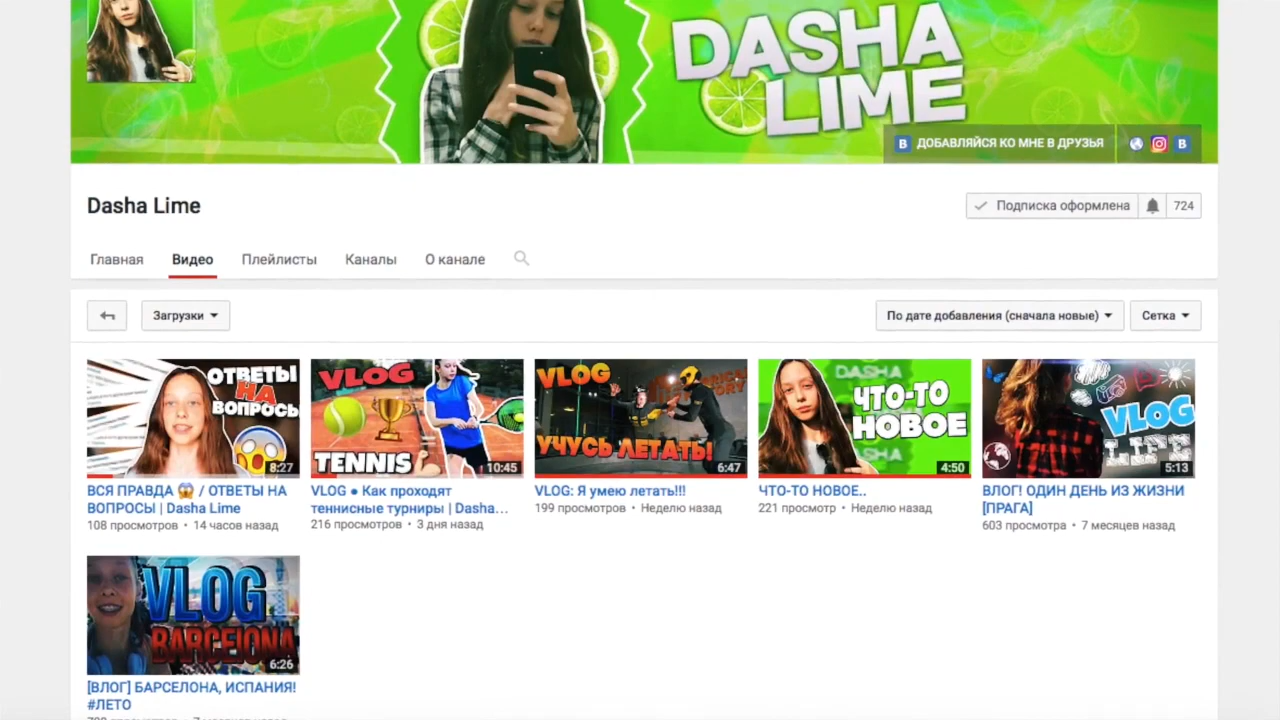 DASHA
LIME
В ДОБАВЛЯЙСЯ КО МНЕ В ДРУЗЬЯ
В
Dasha Lime
Подписка оформлена
724
Главная
Видео
Плейлисты
Каналы
О канале
Загрузки
По дате добавления (сначала новые)
Сетка
ОТВЕТЫ
НА
ВОПРОСЫ
8:27
VLOG
TENNIS
10:45
VLOG
УЧУСЬ ЛЕТАТЬ!
6:47
DASHA
ЧТО-ТО
НОВОЕ
DASHA
4:50
VLOG
LIFE
5:13
ВСЯ ПРАВДА 😱 / ОТВЕТЫ НА
ВОПРОСЫ | Dasha Lime
108 просмотров • 14 часов назад
VLOG ● Как проходят
теннисные турниры | Dasha...
216 просмотров • 3 дня назад
VLOG: Я умею летать!!!
199 просмотров • Неделю назад
ЧТО-ТО НОВОЕ..
221 просмотр • Неделю назад
ВЛОГ! ОДИН ДЕНЬ ИЗ ЖИЗНИ
[ПРАГА]
603 просмотра • 7 месяцев назад
VLOG
BARCELONA
6:26
[ВЛОГ] БАРСЕЛОНА, ИСПАНИЯ!
#ЛЕТО